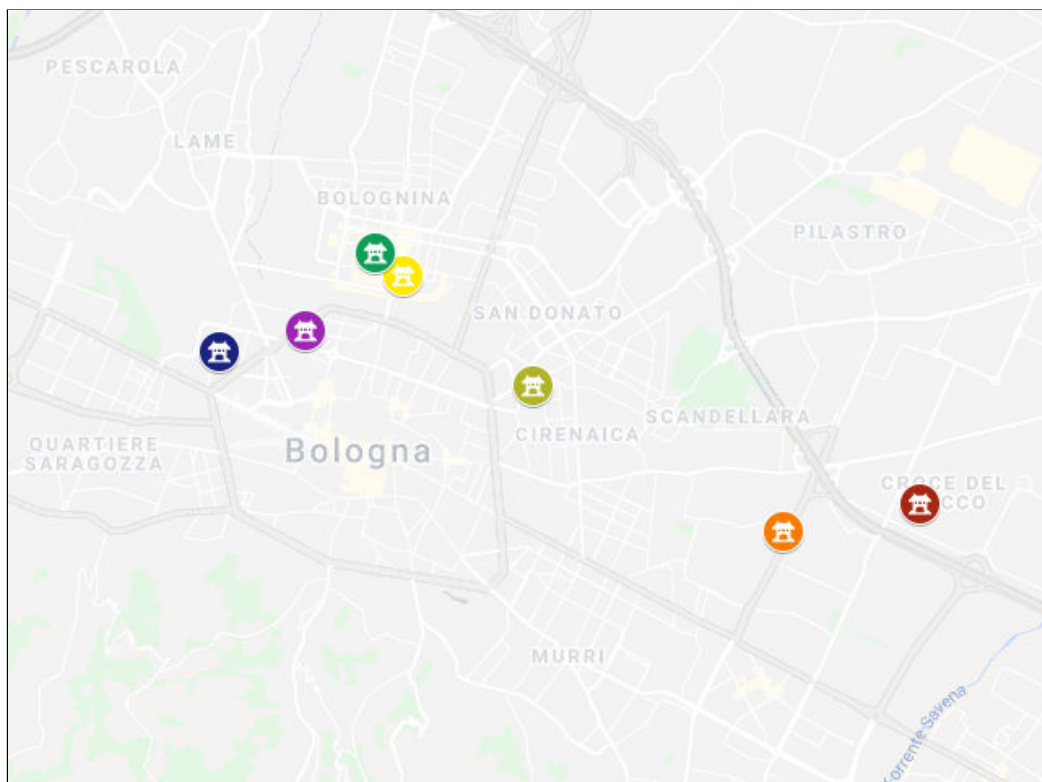 PESCAROLA
LAME
BOLOGNINA
PILASTRO
SAN DONATO
SCANDELLARA
CIRENAICA
QUARTIERE
SARAGOZZA
Bologna
CROCE DEL
MURRI
Torrente Savena